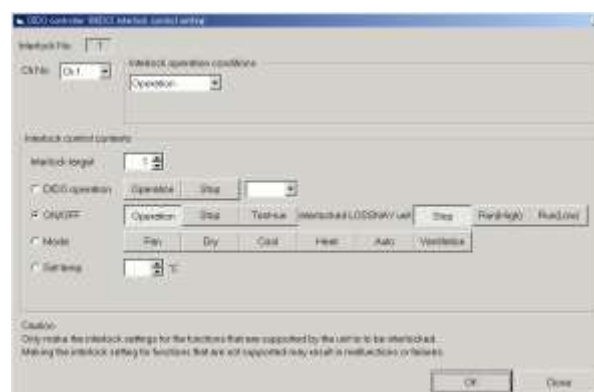 DIDO controller Interlock control setting
Interlock No. 1
Ch No. Ch 1
Interlock operation conditions
Operation
Interlock control contents
Interlock target 1
DIDO operation Operation Stop
ON/OFF Operation Stop Test-run Interlocked LOSSNAY unit Stop Run(High) Run(Low)
Mode Fan Dry Cool Heat Auto Ventilation
Set temp. °C
Caution
Only make the interlock settings for the functions that are supported by the unit to be interlocked.
Making the interlock setting for functions that are not supported may result in malfunctions or failures.
OK Close